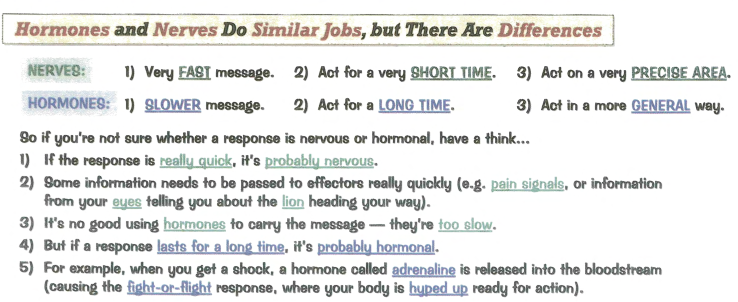 Hormones and Nerves Do Similar Jobs, but There Are Differences
NERVES: 1) Very FAST message. 2) Act for a very SHORT TIME. 3) Act on a very PRECISE AREA.
HORMONES: 1) SLOWER message. 2) Act for a LONG TIME. 3) Act in a more GENERAL way.
So if you're not sure whether a response is nervous or hormonal, have a think...
1) If the response is really quick, it's probably nervous.
2) Some information needs to be passed to effectors really quickly (e.g. pain signals, or information
from your eyes telling you about the lion heading your way).
3) It's no good using hormones to carry the message — they're too slow.
4) But if a response lasts for a long time, it's probably hormonal.
5) For example, when you get a shock, a hormone called adrenaline is released into the bloodstream
(causing the fight-or-flight response, where your body is hyped up ready for action).